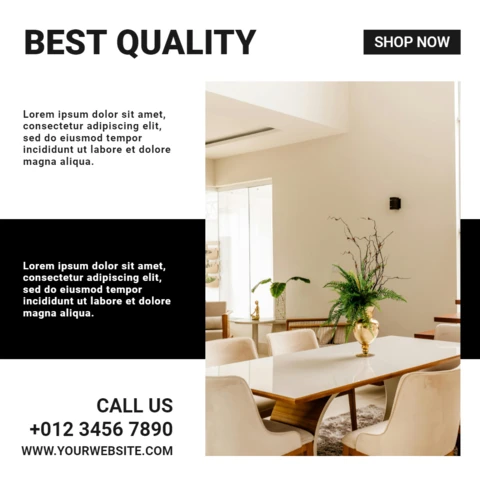 BEST QUALITY
SHOP NOW
Lorem ipsum dolor sit amet,
consectetur adipiscing elit,
sed do eiusmod tempor
incididunt ut labore et dolore
magna aliqua.
Lorem ipsum dolor sit amet,
consectetur adipiscing elit,
sed do eiusmod tempor
incididunt ut labore et dolore
magna aliqua.
CALL US
+012 3456 7890
WWW.YOURWEBSITE.COM